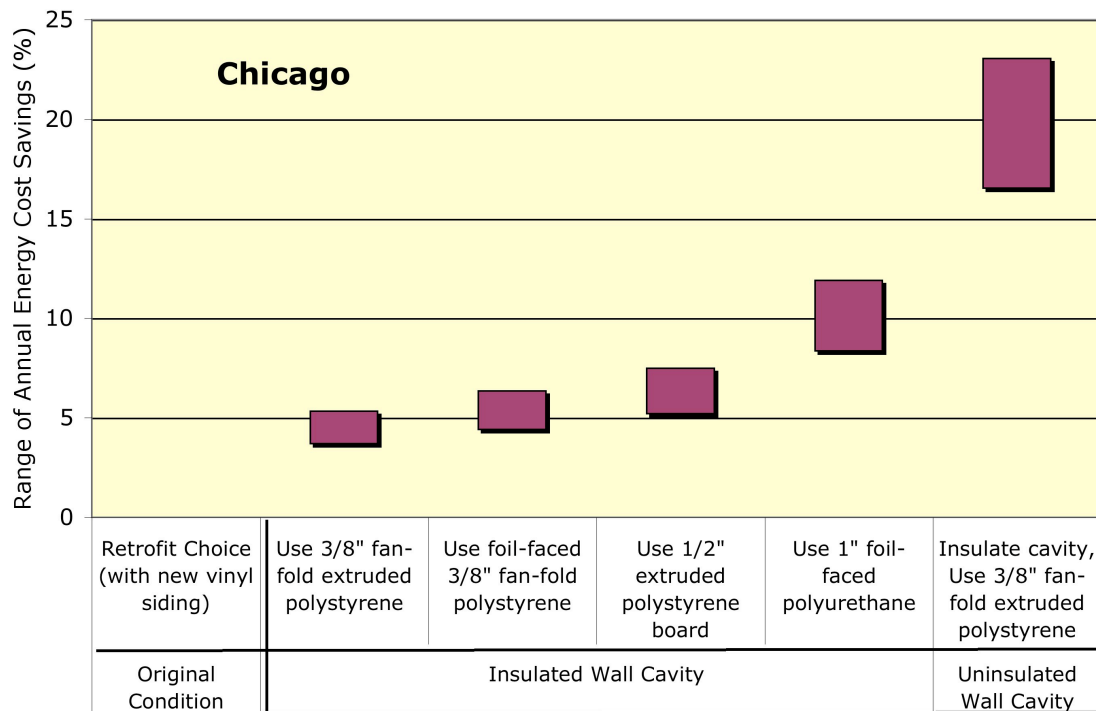 Chicago
Range of Annual Energy Cost Savings (%)
25
20
15
10
5
0
Retrofit Choice
(with new vinyl
siding)
Use 3/8" fan-
fold extruded
polystyrene
Use foil-faced
3/8" fan-fold
polystyrene
Use 1/2"
extruded
polystyrene
board
Use 1" foil-
faced
polyurethane
Insulate cavity,
Use 3/8" fan-
fold extruded
polystyrene
Original
Condition
Insulated Wall Cavity
Uninsulated
Wall Cavity